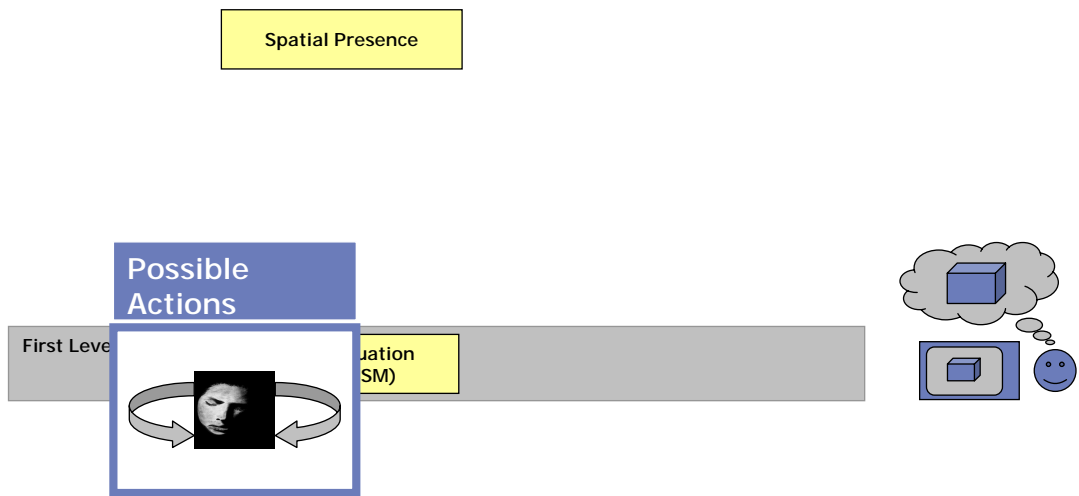 Spatial Presence
Possible
Actions
First Leve
uation
SM)